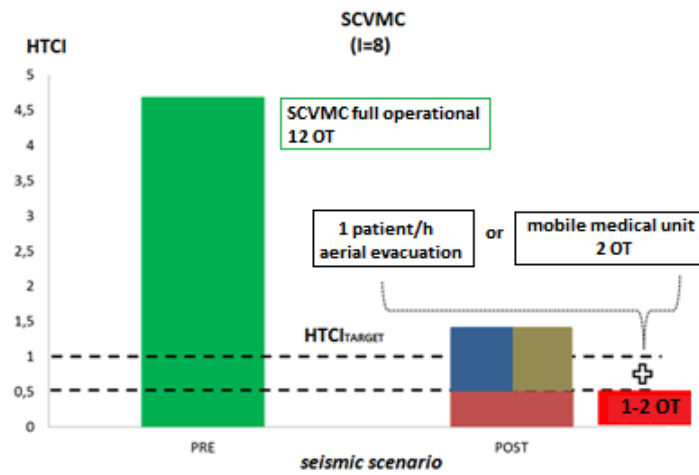 SCVMC
(I=8)
HTCI
5
4,5
4
3,5
3
2,5
2
1,5
1
0,5
0
SCVMC full operational
12 OT
1 patient/h
aerial evacuation
or
mobile medical unit
2 OT
HTCITARGET
1-2 OT
PRE
POST
seismic scenario